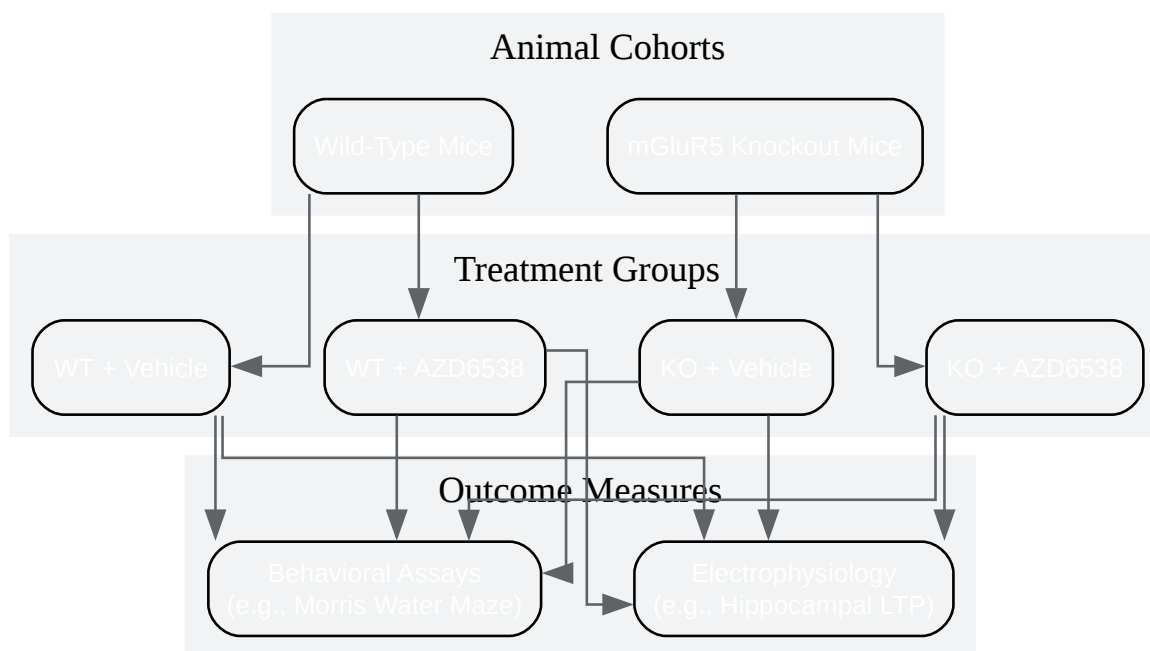 Animal Cohorts
Wild-Type Mice
mGluR5 Knockout Mice
Treatment Groups
WT + Vehicle
WT + AZD6538
KO + Vehicle
KO + AZD6538
Outcome Measures
Behavioral Assays
(e.g., Morris Water Maze)
Electrophysiology
(e.g., Hippocampal LTP)